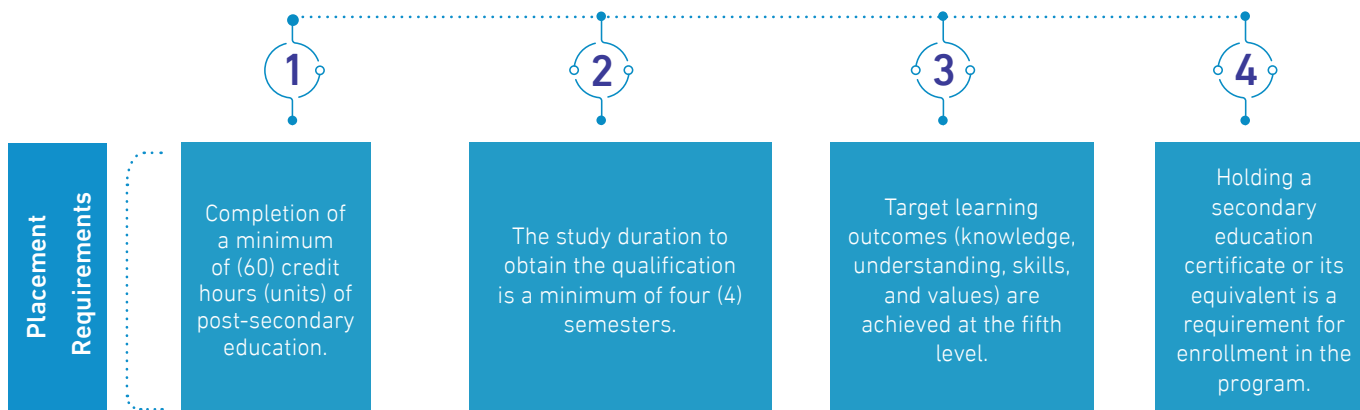 1
2
3
4
Placement
Requirements
Completion of
a minimum
of (60) credit
hours (units) of
post-secondary
education.
The study duration to
obtain the qualification
is a minimum of four (4)
semesters.
Target learning
outcomes (knowledge,
understanding, skills,
and values) are
achieved at the fifth
level.
Holding a
secondary
education
certificate or its
equivalent is a
requirement for
enrollment in the
program.